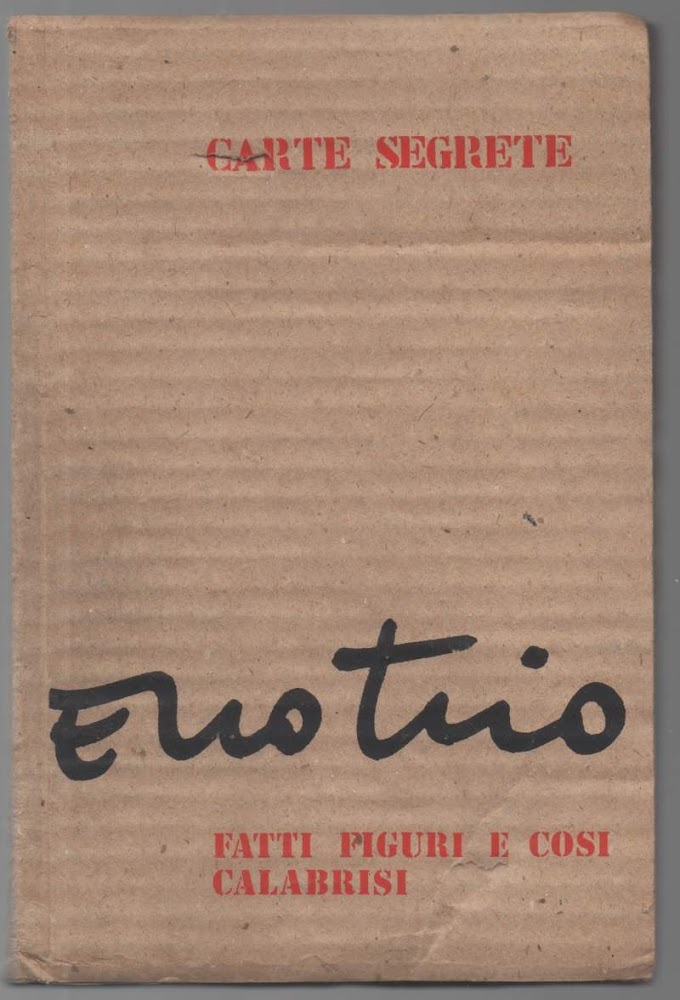 CARTE SEGRETE
Enotrio
FATTI FIGURI E COSI
CALABRISI